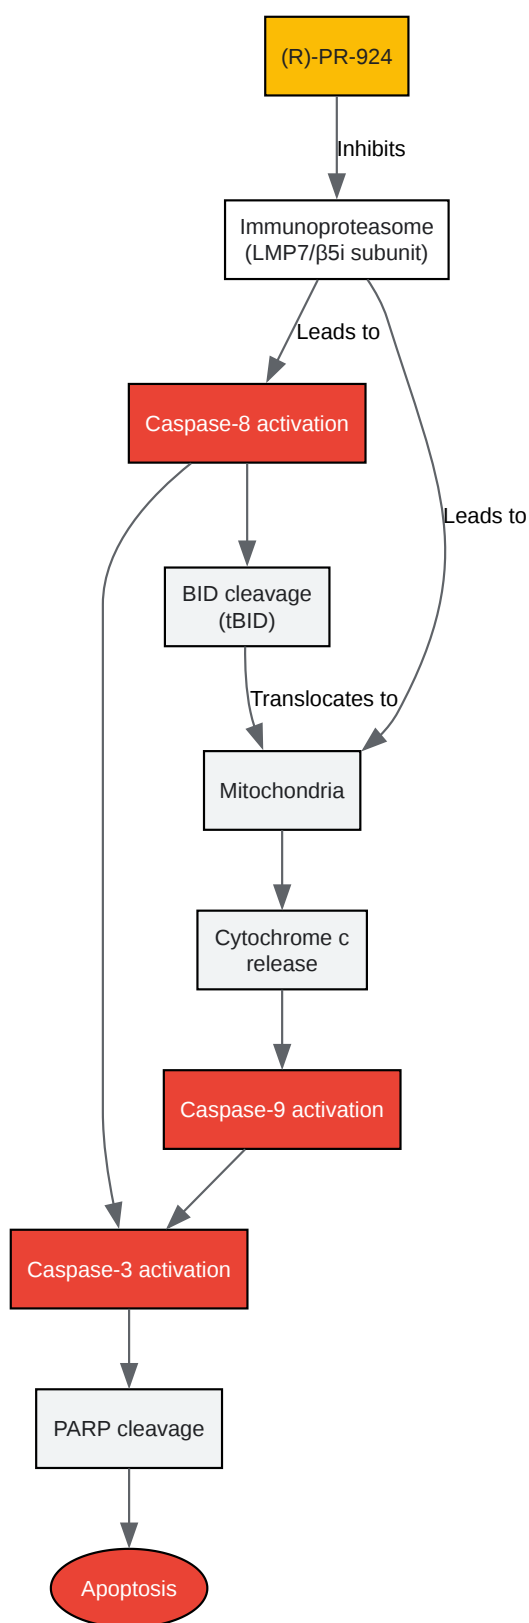 (R)-PR-924
Inhibits
Immunoproteasome
(LMP7/β5i subunit)
Leads to
Caspase-8 activation
Leads to
BID cleavage
(tBID)
Translocates to
Mitochondria
Cytochrome c
release
Caspase-9 activation
Caspase-3 activation
PARP cleavage
Apoptosis